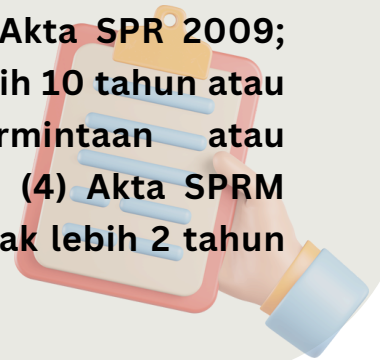 Akta SPR 2009;
ih 10 tahun atau
rmintaan atau
(4) Akta SPRM
ak lebih 2 tahun